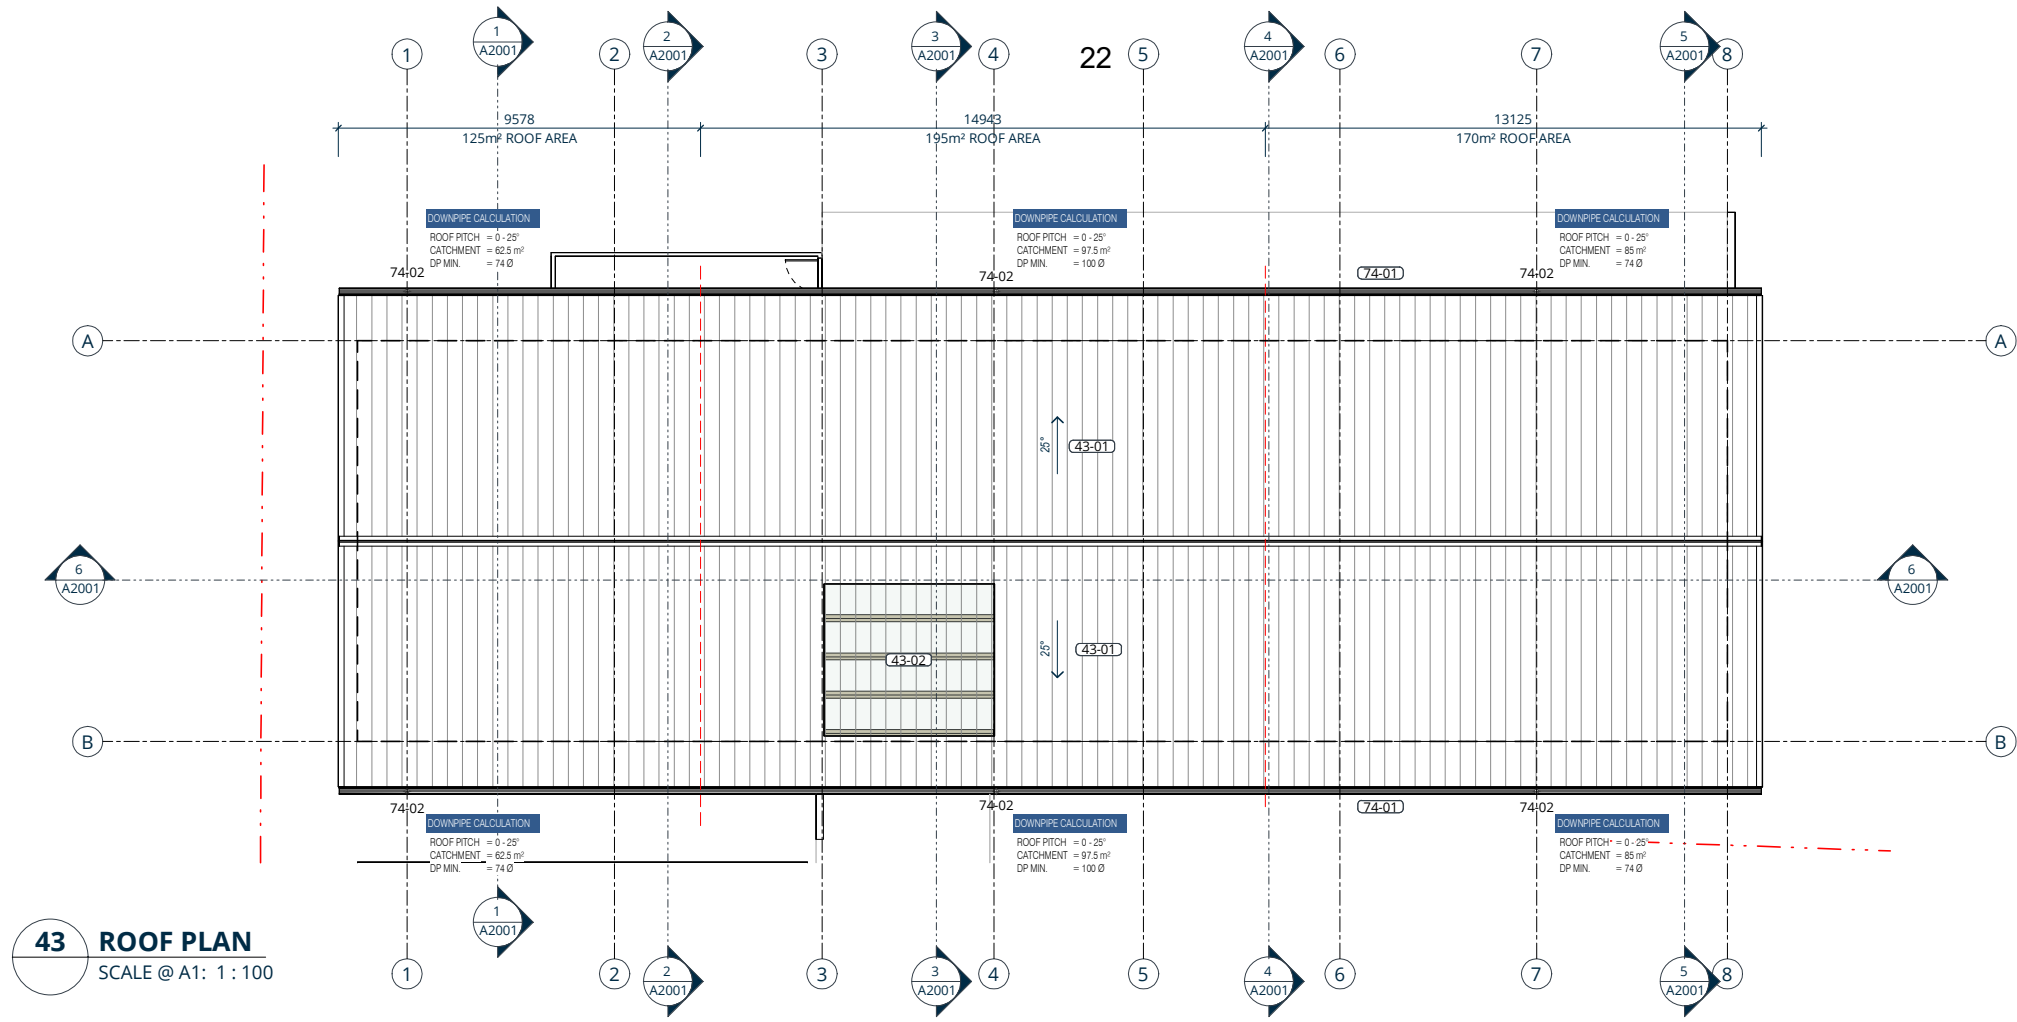 1
A2001
2
A2001
3
A2001
4
A2001
5
A2001
1 2 3 4 22 5 6 7 8
9578 14943 13125
125m² ROOF AREA 195m² ROOF AREA 170m² ROOF AREA
DOWNPIPE CALCULATION
ROOF PITCH = 0 - 25°
CATCHMENT = 62.5 m²
DP MIN. = 74 Ø
DOWNPIPE CALCULATION
ROOF PITCH = 0 - 25°
CATCHMENT = 97.5 m²
DP MIN. = 100 Ø
DOWNPIPE CALCULATION
ROOF PITCH = 0 - 25°
CATCHMENT = 85 m²
DP MIN. = 74 Ø
74-02 74-02 74-01 74-02
A A
25° 43-01
6
A2001
6
A2001
25° 43-01
43-02
B B
74-02 74-02 74-01 74-02
DOWNPIPE CALCULATION
ROOF PITCH = 0 - 25°
CATCHMENT = 62.5 m²
DP MIN. = 74 Ø
DOWNPIPE CALCULATION
ROOF PITCH = 0 - 25°
CATCHMENT = 97.5 m²
DP MIN. = 100 Ø
DOWNPIPE CALCULATION
ROOF PITCH = 0 - 25°
CATCHMENT = 85 m²
DP MIN. = 74 Ø
1
A2001
43 ROOF PLAN
SCALE @ A1: 1 : 100
1 2 3 4 5 6 7 8
2
A2001
3
A2001
4
A2001
5
A2001